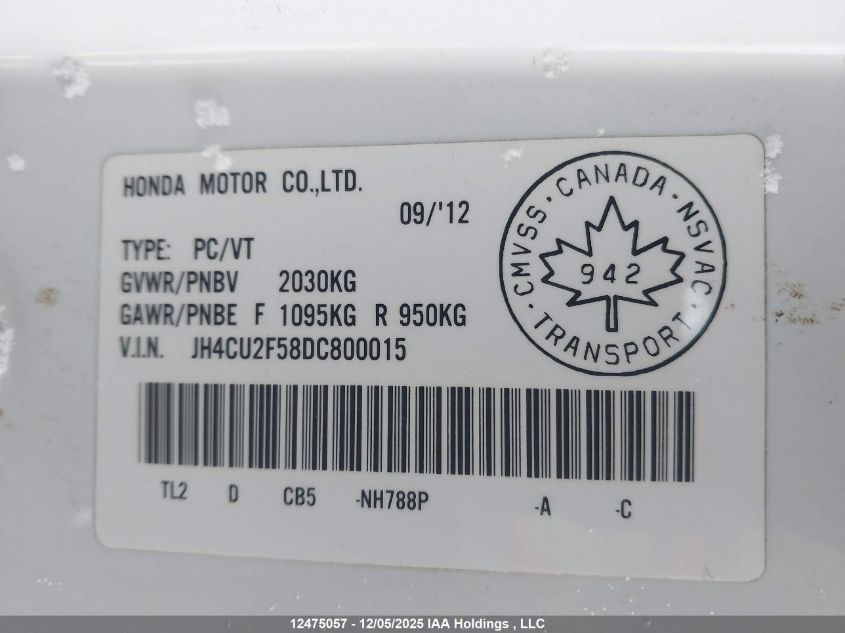 HONDA MOTOR CO.,LTD.
09/'12
TYPE: PC/VT
GVWR/PNBV 2030KG
GAWR/PNBE F 1095KG R 950KG
V.I.N. JH4CU2F58DC800015
CMVSS · CANADA · NSVAC · TRANSPORT ·
942
TL2 D CB5 -NH788P -A -C
12475057 - 12/05/2025 IAA Holdings , LLC